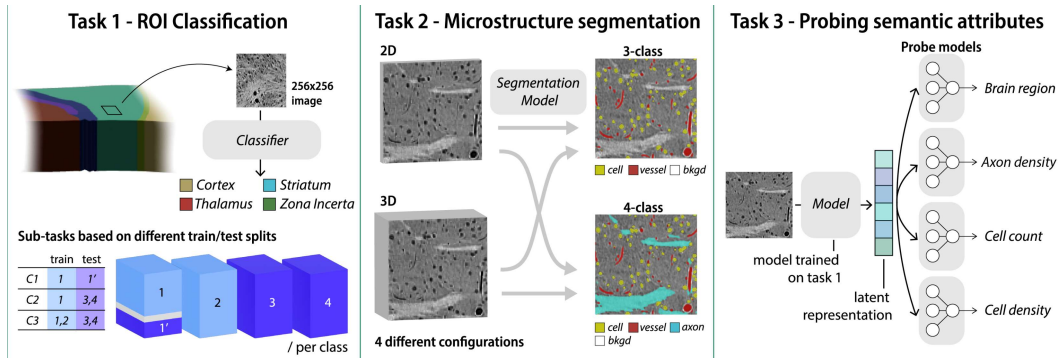 Task 1 - ROI Classification
256x256
image
Classifier
Cortex
Striatum
Thalamus
Zona Incerta
Sub-tasks based on different train/test splits
train test
C1 1 1'
C2 1 3,4
C3 1,2 3,4
1
1'
2
3
4
/ per class
Task 2 - Microstructure segmentation
2D
Segmentation
Model
3-class
cell vessel bkgd
3D
4-class
cell vessel axon
bkgd
4 different configurations
Task 3 - Probing semantic attributes
Probe models
Brain region
Axon density
Model
Cell count
model trained
on task 1
latent
representation
Cell density